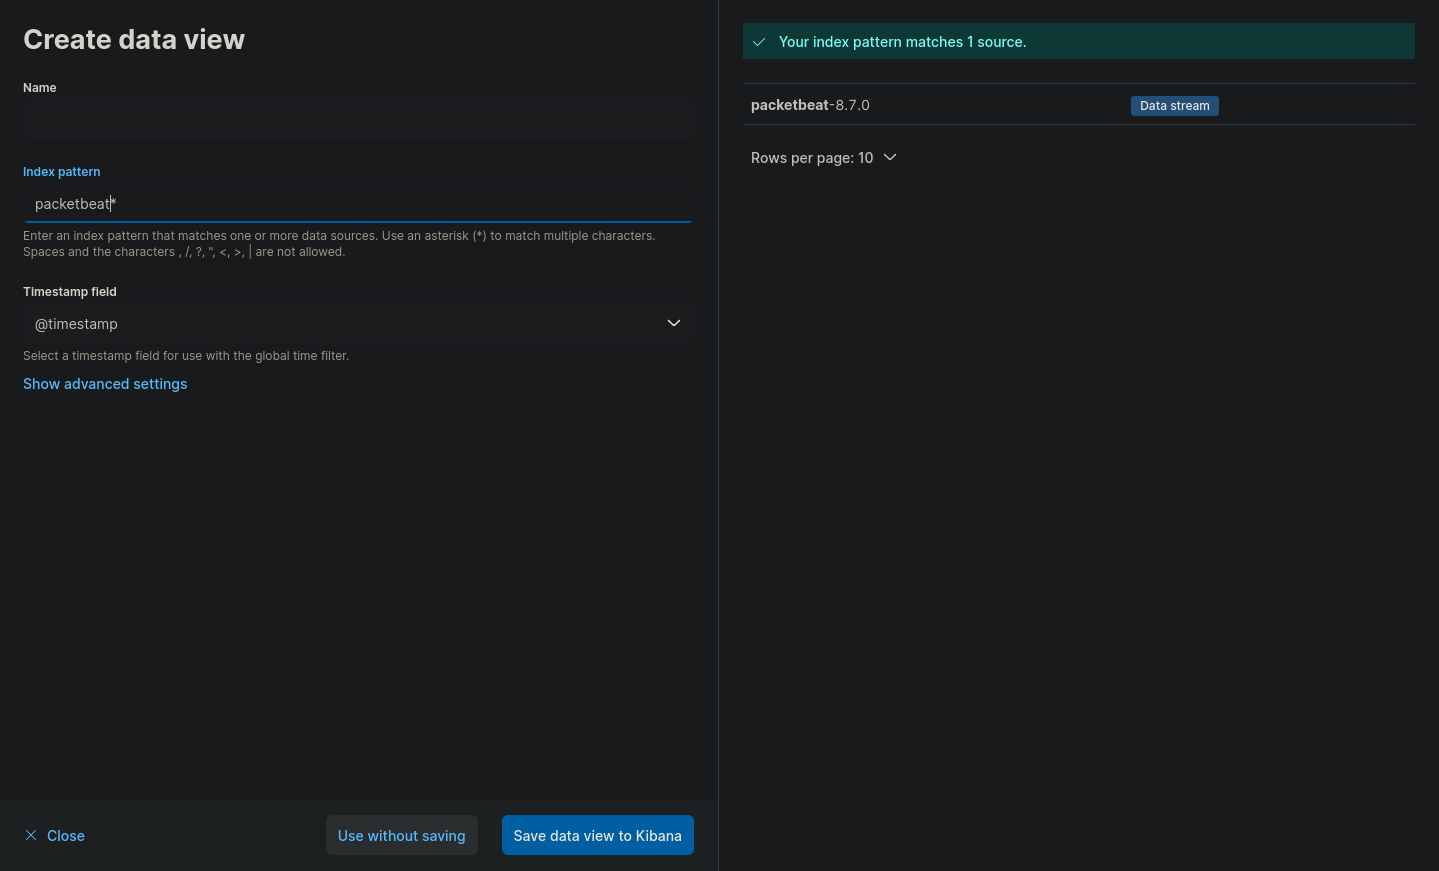 Create data view
Name
Index pattern
packetbeat*
Enter an index pattern that matches one or more data sources. Use an asterisk (*) to match multiple characters.
Spaces and the characters , /, ?, ", <, >, | are not allowed.
Timestamp field
@timestamp
Select a timestamp field for use with the global time filter.
Show advanced settings
Close
Use without saving
Save data view to Kibana
Your index pattern matches 1 source.
packetbeat-8.7.0 Data stream
Rows per page: 10